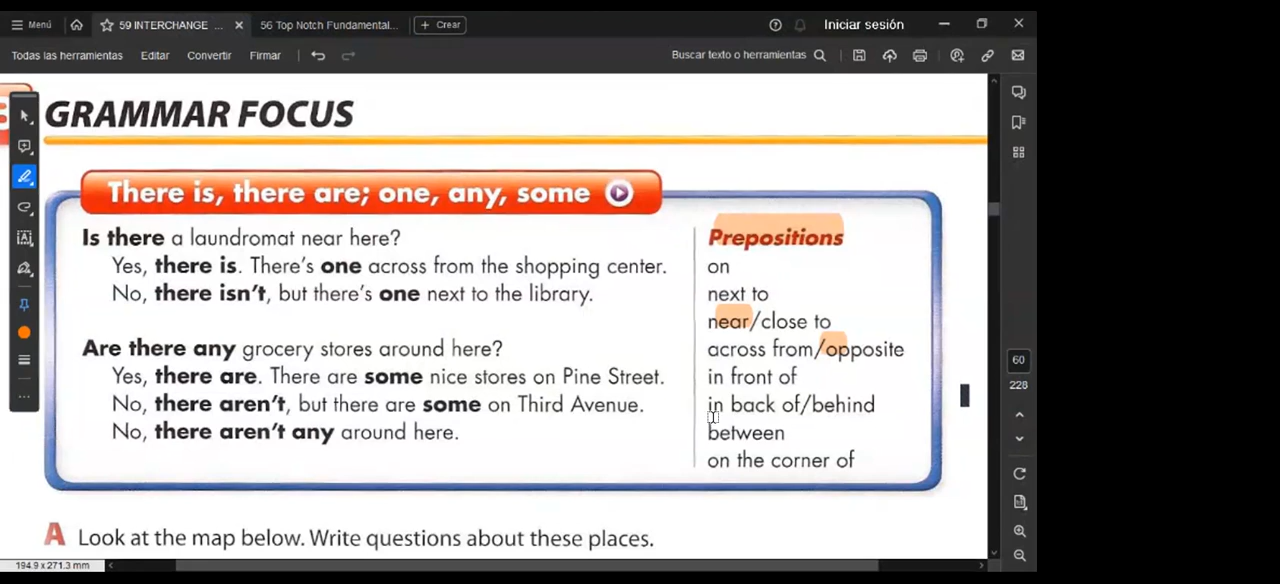 Menú
59 INTERCHANGE ...
56 Top Notch Fundamental...
+ Crear
Iniciar sesión
Todas las herramientas
Editar
Convertir
Firmar
Buscar texto o herramientas
GRAMMAR FOCUS
There is, there are; one, any, some
Is there a laundromat near here?
Yes, there is. There's one across from the shopping center.
No, there isn't, but there's one next to the library.
Are there any grocery stores around here?
Yes, there are. There are some nice stores on Pine Street.
No, there aren't, but there are some on Third Avenue.
No, there aren't any around here.
Prepositions
on
next to
near/close to
across from/opposite
in front of
in back of/behind
between
on the corner of
A Look at the map below. Write questions about these places.
60
228
194.9 x 271.3 mm